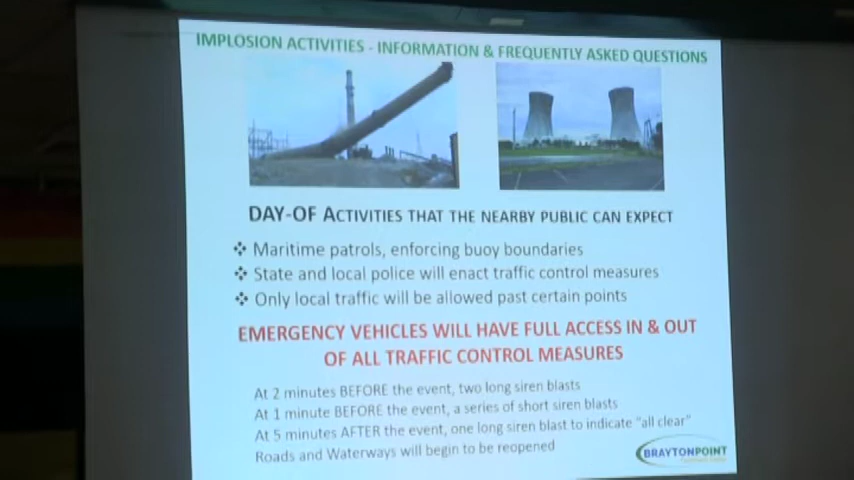 IMPLOSION ACTIVITIES - INFORMATION & FREQUENTLY ASKED QUESTIONS
DAY-OF ACTIVITIES THAT THE NEARBY PUBLIC CAN EXPECT
Maritime patrols, enforcing buoy boundaries
State and local police will enact traffic control measures
Only local traffic will be allowed past certain points
EMERGENCY VEHICLES WILL HAVE FULL ACCESS IN & OUT
OF ALL TRAFFIC CONTROL MEASURES
At 2 minutes BEFORE the event, two long siren blasts
At 1 minute BEFORE the event, a series of short siren blasts
At 5 minutes AFTER the event, one long siren blast to indicate "all clear"
Roads and Waterways will begin to be reopened
BRAYTONPOINT